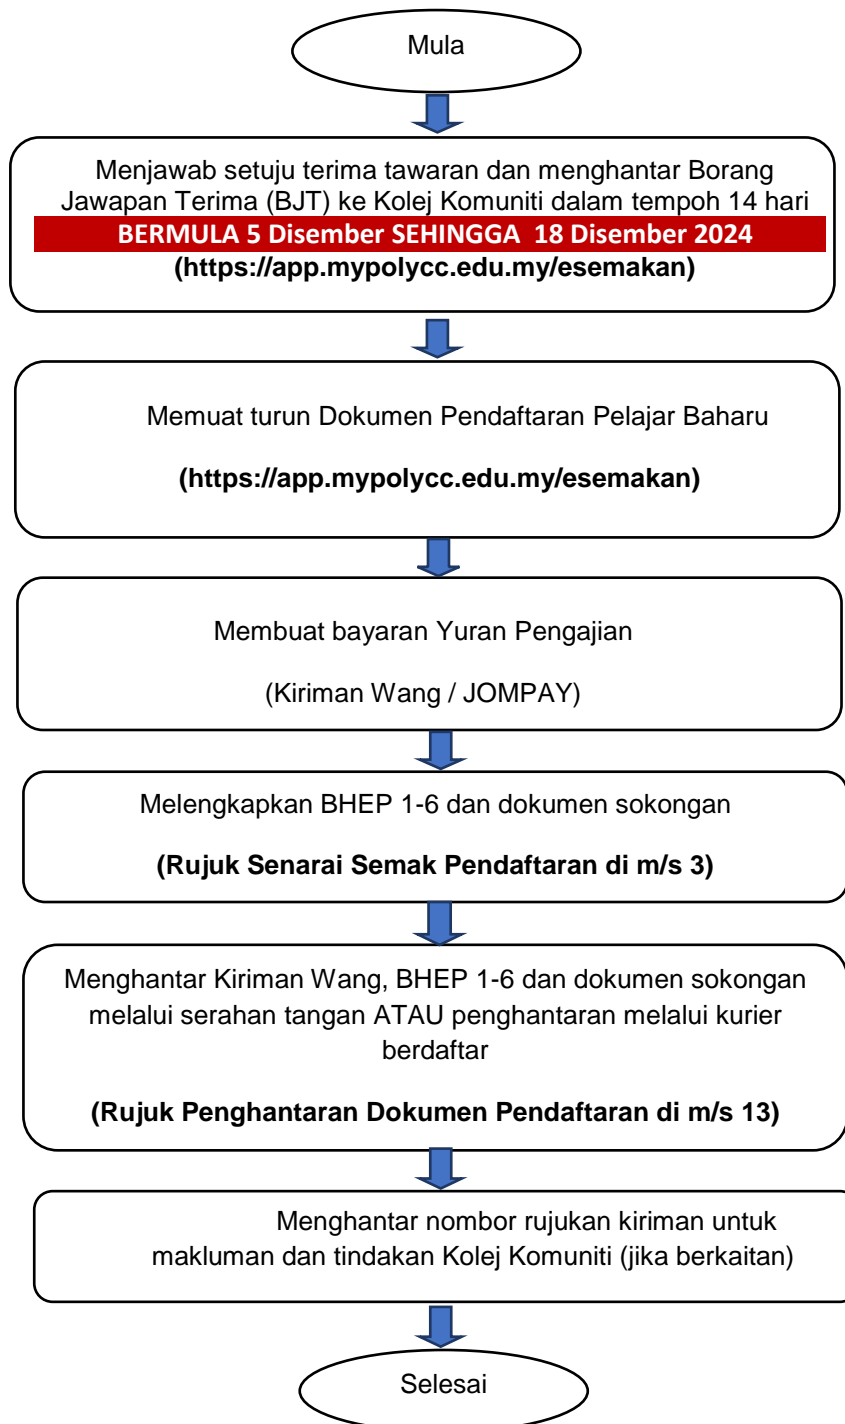 Mula
Menjawab setuju terima tawaran dan menghantar Borang
Jawapan Terima (BJT) ke Kolej Komuniti dalam tempoh 14 hari
BERMULA 5 Disember SEHINGGA 18 Disember 2024
(https://app.mypolycc.edu.my/esemakan)
Memuat turun Dokumen Pendaftaran Pelajar Baharu
(https://app.mypolycc.edu.my/esemakan)
Membuat bayaran Yuran Pengajian
(Kiriman Wang / JOMPAY)
Melengkapkan BHEP 1-6 dan dokumen sokongan
(Rujuk Senarai Semak Pendaftaran di m/s 3)
Menghantar Kiriman Wang, BHEP 1-6 dan dokumen sokongan
melalui serahan tangan ATAU penghantaran melalui kurier
berdaftar
(Rujuk Penghantaran Dokumen Pendaftaran di m/s 13)
Menghantar nombor rujukan kiriman untuk
makluman dan tindakan Kolej Komuniti (jika berkaitan)
Selesai